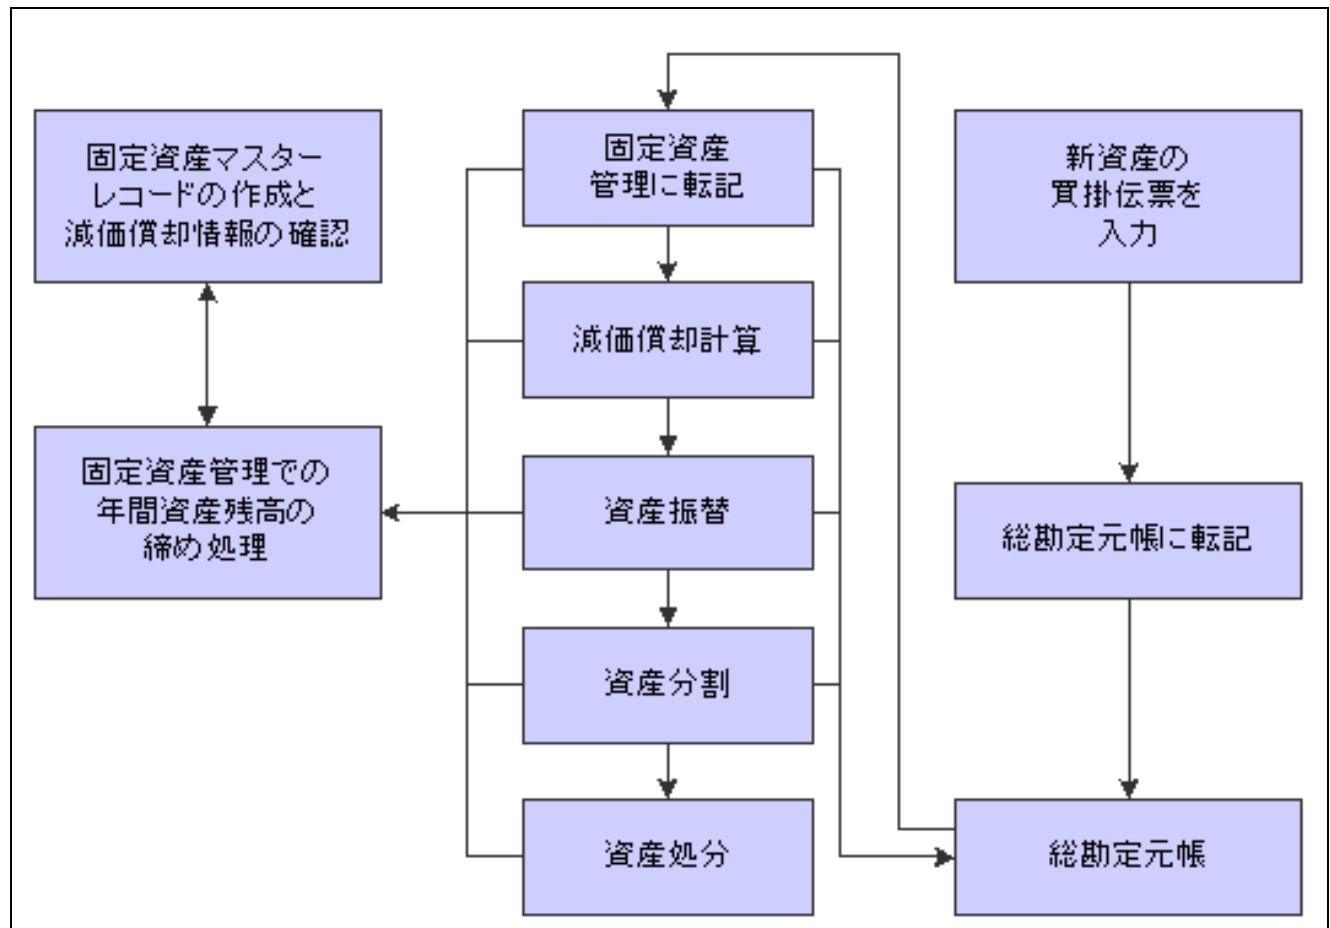 固定資産マスター
レコードの作成と
減価償却情報の確認
固定資産管理での
年間資産残高の
締め処理
固定資産
管理に転記
減価償却計算
資産振替
資産分割
資産処分
新資産の
買掛伝票を
入力
総勘定元帳に転記
総勘定元帳